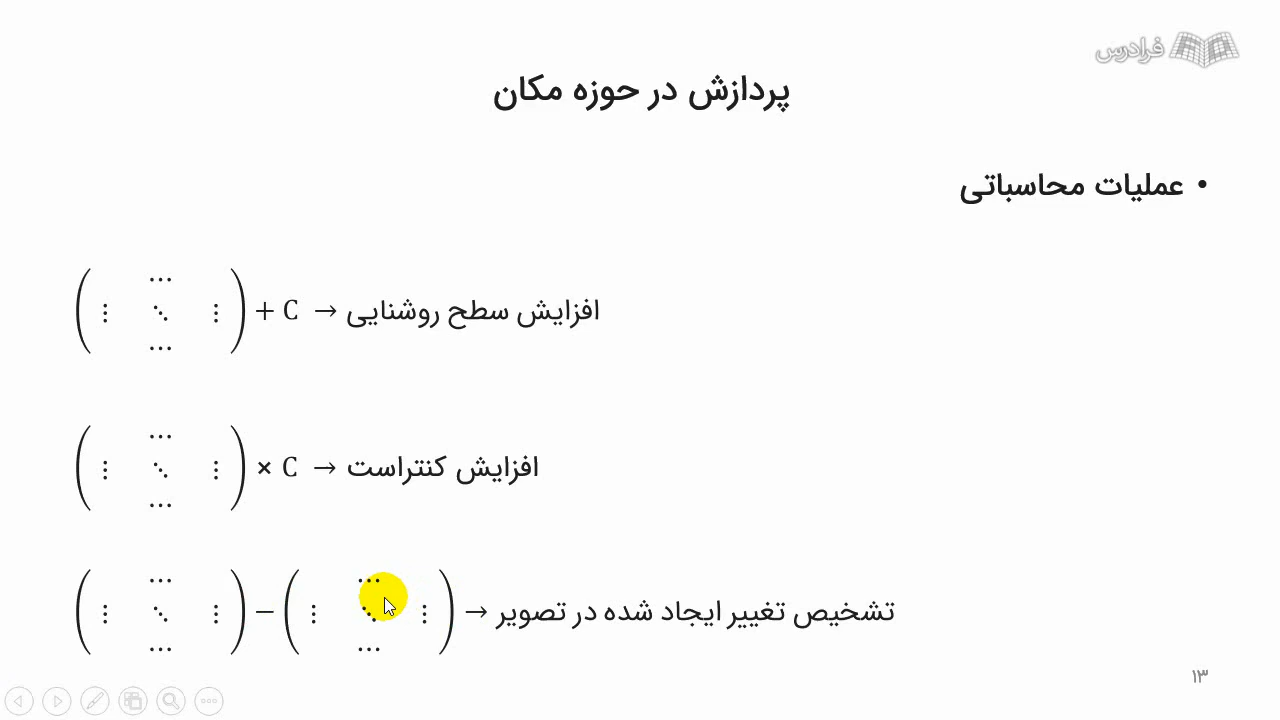 فرادرس
پردازش در حوزه مکان
• عملیات محاسباتی
(⋯ ⋮ ⋱ ⋮ ⋯) + C → افزایش سطح روشنایی
(⋯ ⋮ ⋱ ⋮ ⋯) × C → افزایش کنتراست
(⋯ ⋮ ⋱ ⋮ ⋯) − (⋯ ⋮ ⋱ ⋮ ⋯) → تشخیص تغییر ایجاد شده در تصویر
۱۳